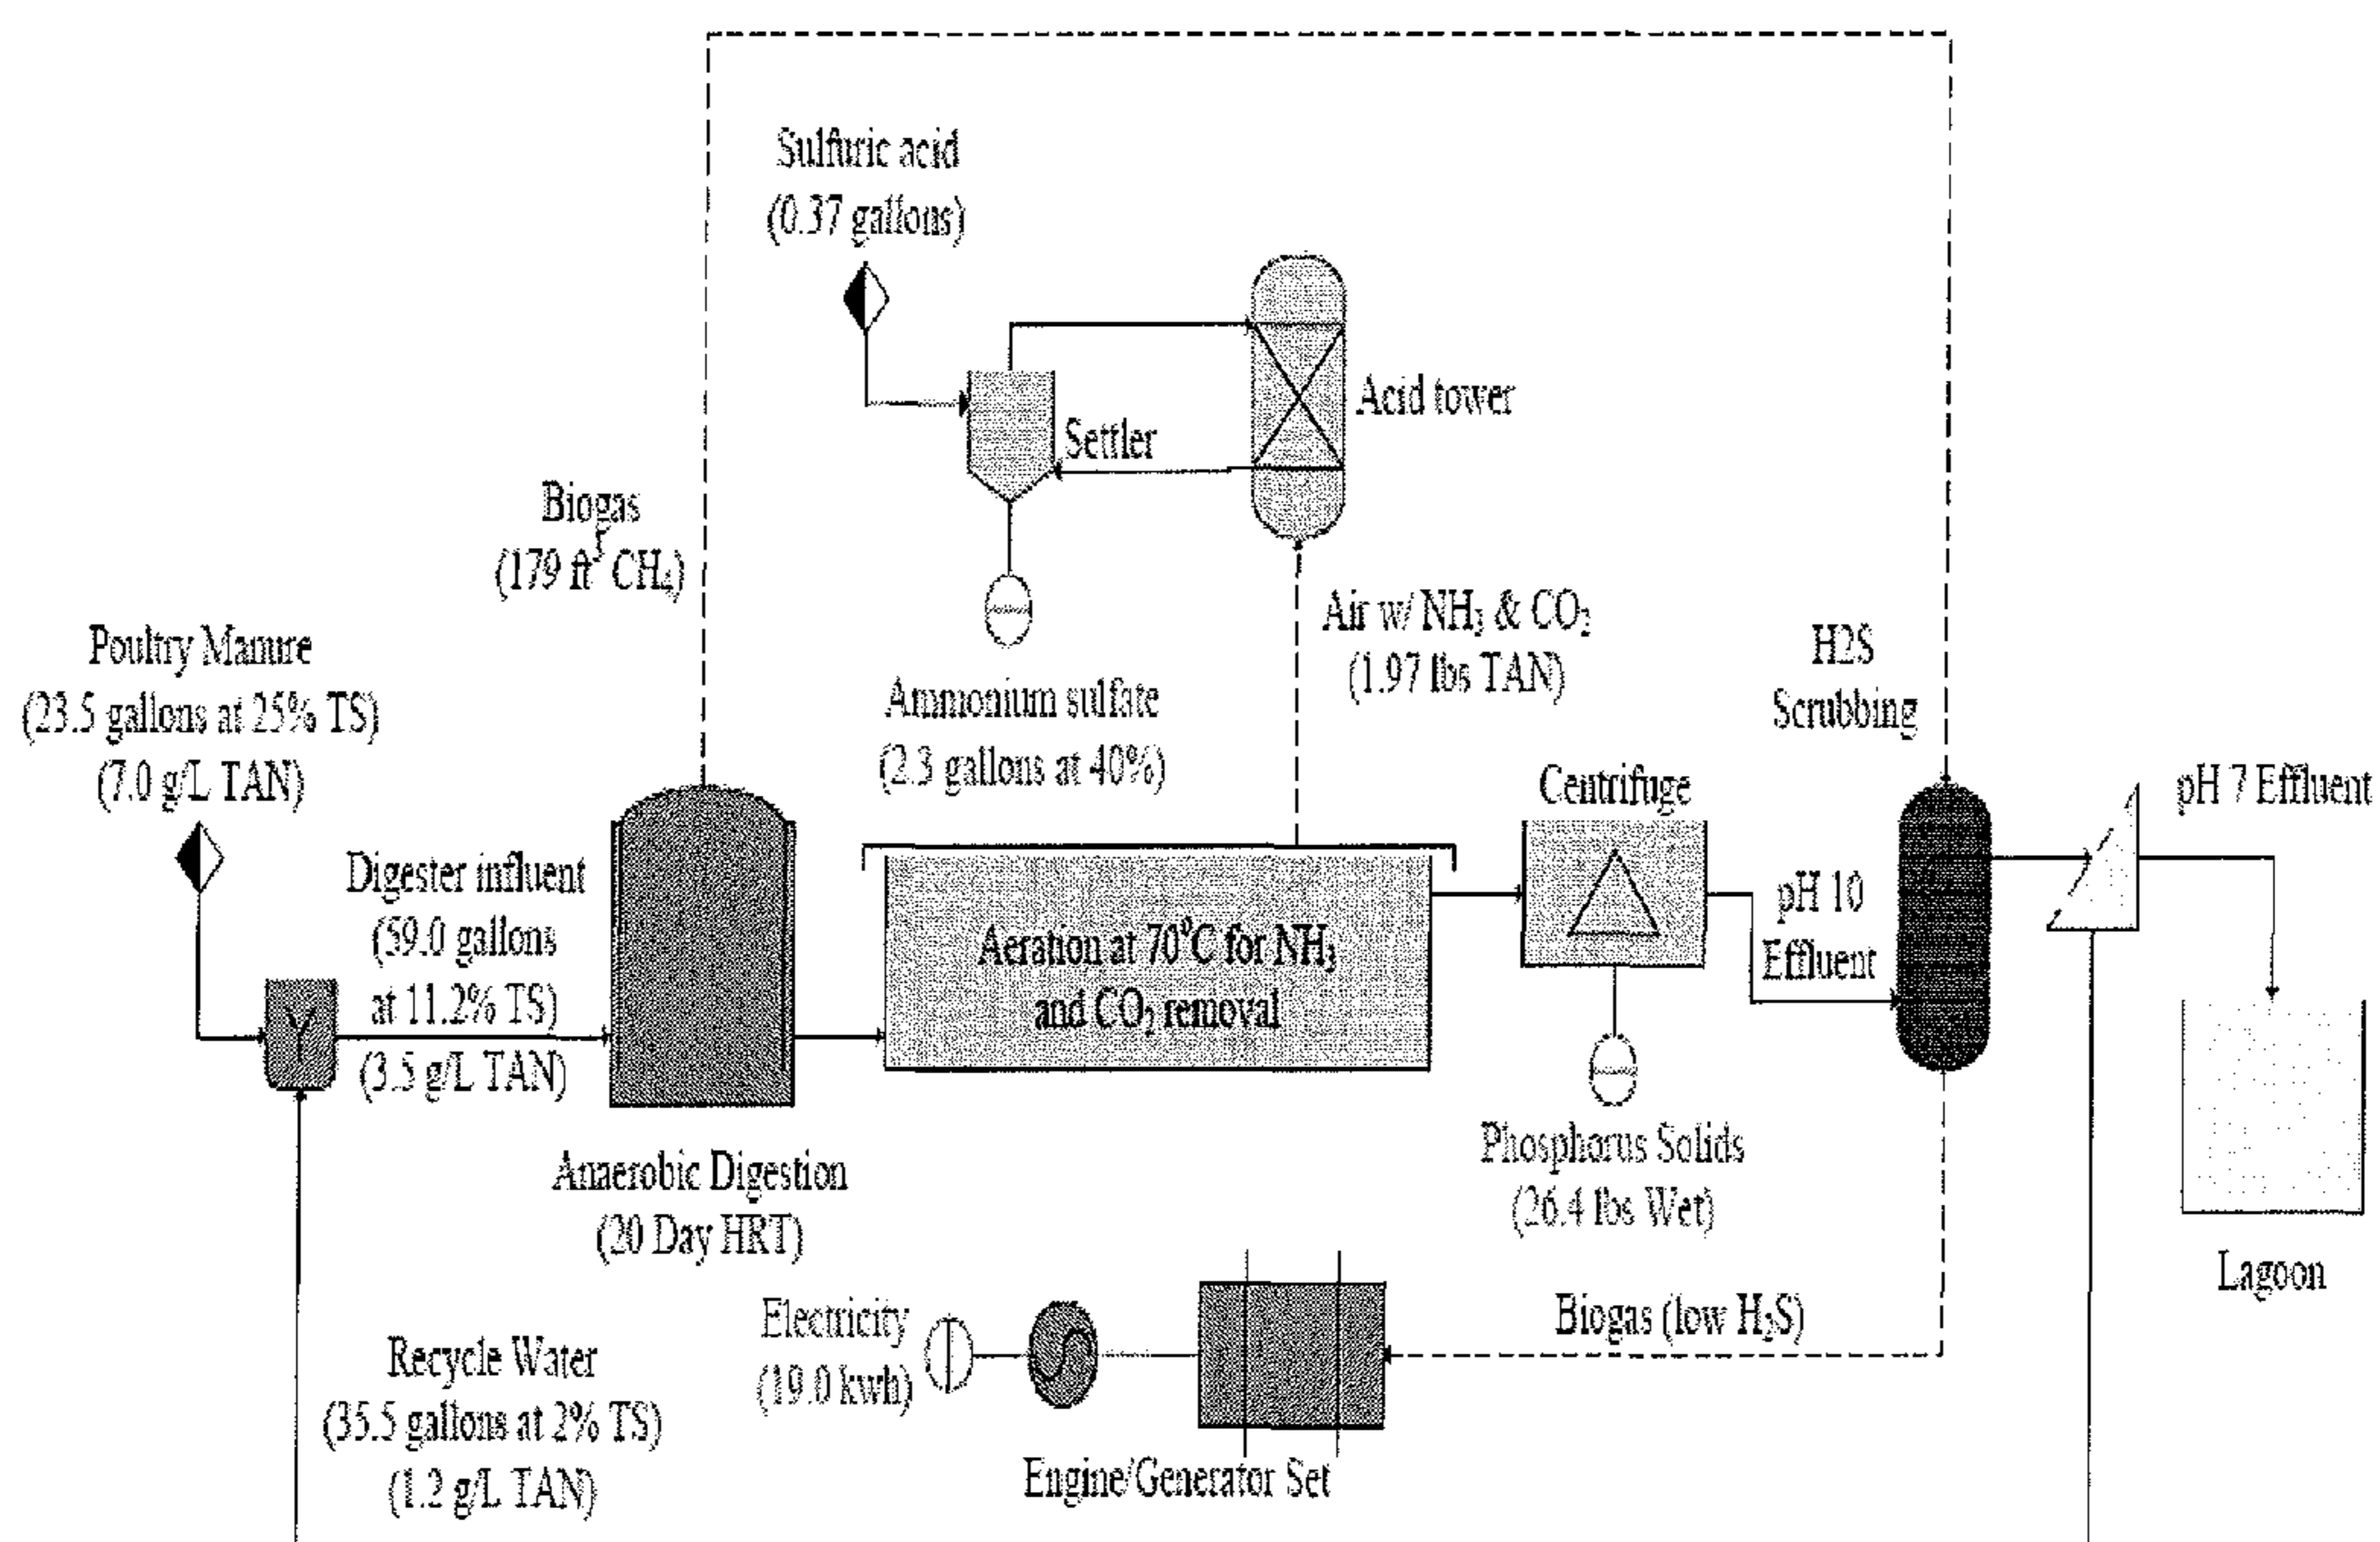 Sulfuric acid
(0.37 gallons)
Acid tower
Settler
Biogas
(179 ft³ CH₄)
Air w/ NH₃ & CO₂
(1.97 lbs TAN)
H2S
Scrubbing
Poultry Manure
(23.5 gallons at 25% TS)
(7.0 g/L TAN)
Ammonium sulfate
(2.3 gallons at 40%)
Centrifuge
pH 7 Effluent
Digester influent
(59.0 gallons
at 11.2% TS)
(3.5 g/L TAN)
Aeration at 70⁰C for NH₃
and CO₂ removal
pH 10
Effluent
Anaerobic Digestion
(20 Day HRT)
Phosphorus Solids
(26.4 lbs Wet)
Lagoon
Electricity
(19.0 kwh)
Biogas (low H₂S)
Recycle Water
(35.5 gallons at 2% TS)
(1.2 g/L TAN)
Engine/Generator Set